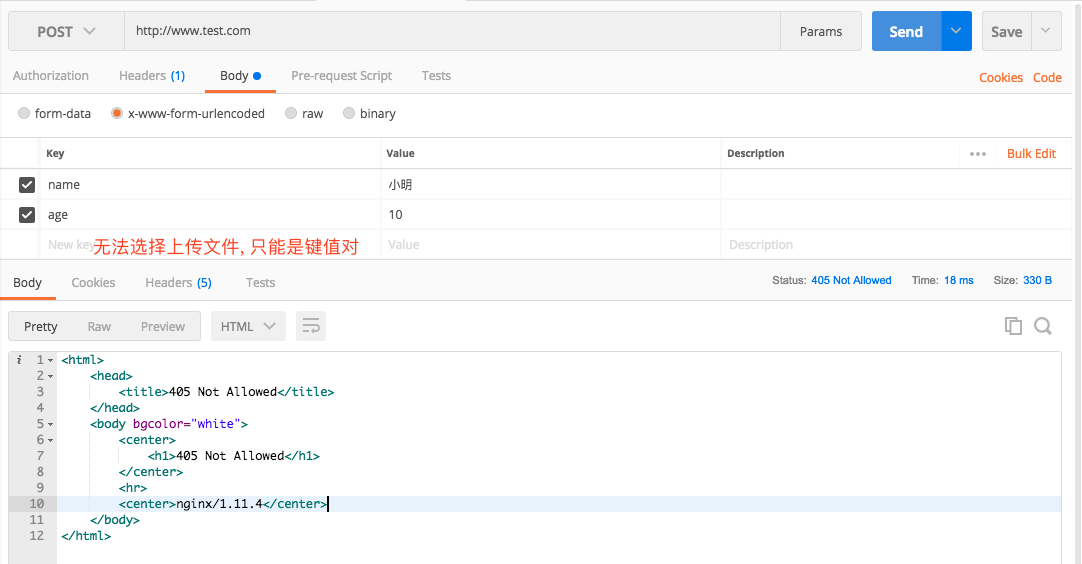 POST http://www.test.com Params Send Save
Authorization Headers (1) Body Pre-request Script Tests Cookies Code
form-data x-www-form-urlencoded raw binary
Key Value Description ••• Bulk Edit
name 小明
age 10
New key 无法选择上传文件, 只能是键值对 Value Description
Body Cookies Headers (5) Tests Status: 405 Not Allowed Time: 18 ms Size: 330 B
Pretty Raw Preview HTML
i 1 <html>
2 <head>
3 <title>405 Not Allowed</title>
4 </head>
5 <body bgcolor="white">
6 <center>
7 <h1>405 Not Allowed</h1>
8 </center>
9 <hr>
10 <center>nginx/1.11.4</center>
11 </body>
12 </html>